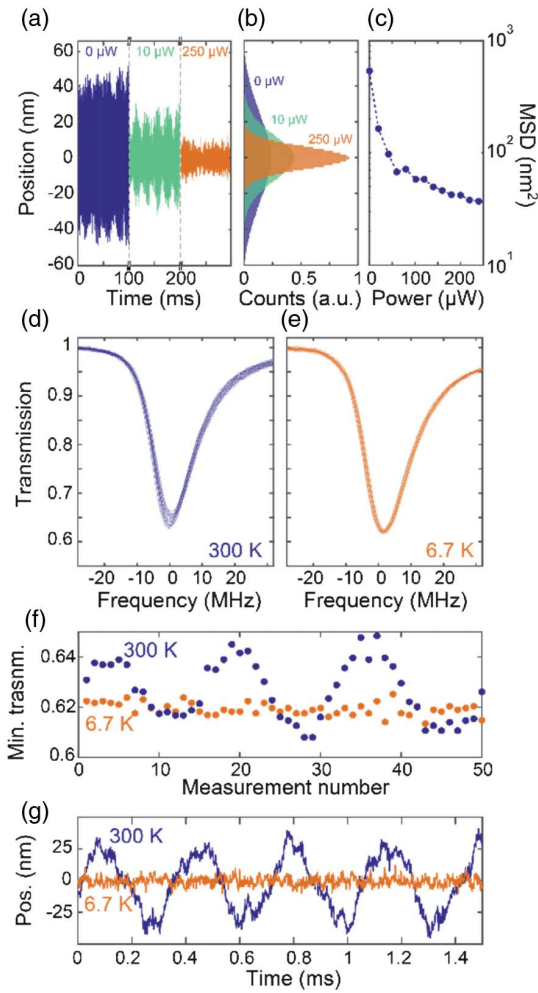 (a) (b) (c)
60 40 20 0 -20 -40 -60
Position (nm)
0 μW 10 μW 250 μW
0 100 200
Time (ms)
0 μW
10 μW
250 μW
0 0.5 1
Counts (a.u.)
10³ 10² 10¹
MSD (nm²)
0 100 200
Power (μW)
(d) (e)
1 0.9 0.8 0.7 0.6
Transmission
300 K
-20 -10 0 10 20
Frequency (MHz)
6.7 K
-20 -10 0 10 20
Frequency (MHz)
(f)
0.64 0.62 0.6
Min. trasnm.
300 K
6.7 K
0 10 20 30 40 50
Measurement number
(g)
25 0 -25
Pos. (nm)
300 K
6.7 K
0 0.2 0.4 0.6 0.8 1 1.2 1.4
Time (ms)